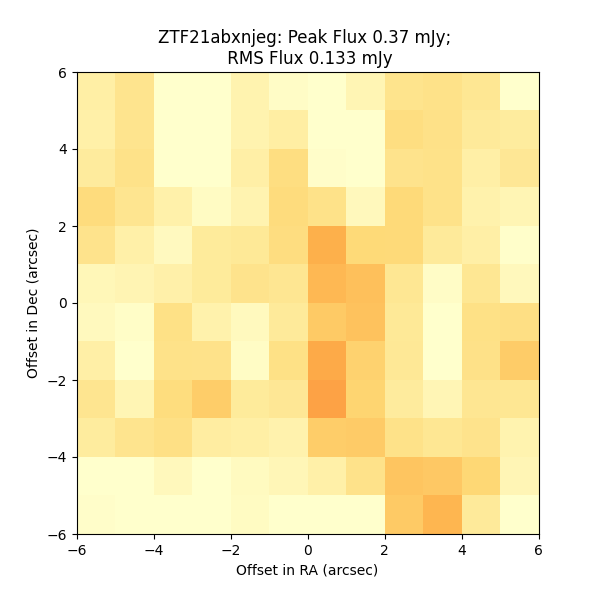 ZTF21abxnjeg: Peak Flux 0.37 mJy;
RMS Flux 0.133 mJy
6
4
2
0
−2
−4
−6
Offset in Dec (arcsec)
−6 −4 −2 0 2 4 6
Offset in RA (arcsec)